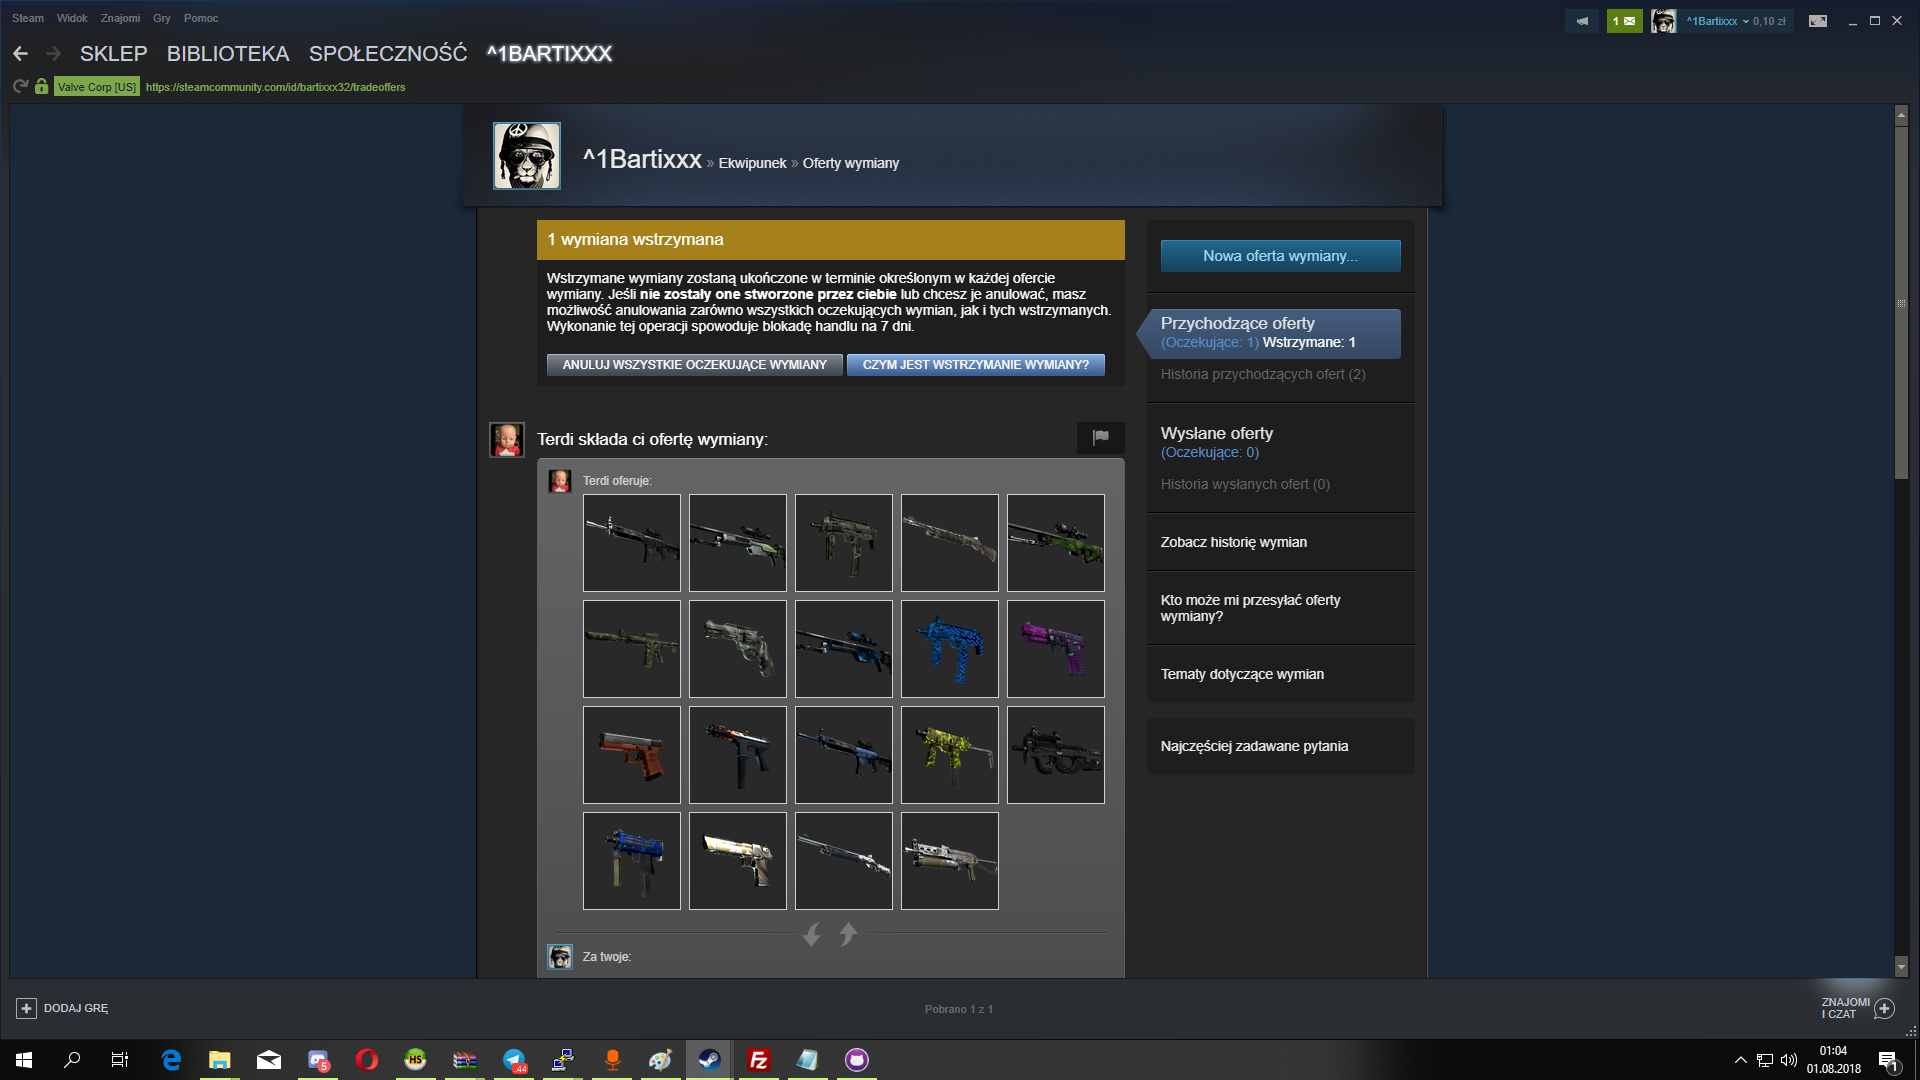 Steam Widok Znajomi Gry Pomoc
1 ^1Bartixxx 0,10 zł
SKLEP BIBLIOTEKA SPOŁECZNOŚĆ ^1BARTIXXX
Valve Corp [US] https://steamcommunity.com/id/bartixxx32/tradeoffers
^1Bartixxx » Ekwipunek » Oferty wymiany
1 wymiana wstrzymana
Wstrzymane wymiany zostaną ukończone w terminie określonym w każdej ofercie
wymiany. Jeśli nie zostały one stworzone przez ciebie lub chcesz je anulować, masz
możliwość anulowania zarówno wszystkich oczekujących wymian, jak i tych wstrzymanych.
Wykonanie tej operacji spowoduje blokadę handlu na 7 dni.
ANULUJ WSZYSTKIE OCZEKUJĄCE WYMIANY CZYM JEST WSTRZYMANIE WYMIANY?
Terdi składa ci ofertę wymiany:
Terdi oferuje:
Za twoje:
Nowa oferta wymiany...
Przychodzące oferty
(Oczekujące: 1) Wstrzymane: 1
Historia przychodzących ofert (2)
Wysłane oferty
(Oczekujące: 0)
Historia wysłanych ofert (0)
Zobacz historię wymian
Kto może mi przesyłać oferty
wymiany?
Tematy dotyczące wymian
Najczęściej zadawane pytania
DODAJ GRĘ
Pobrano 1 z 1
ZNAJOMI
I CZAT
HS
5
44
Fz
01:04
01.08.2018
1